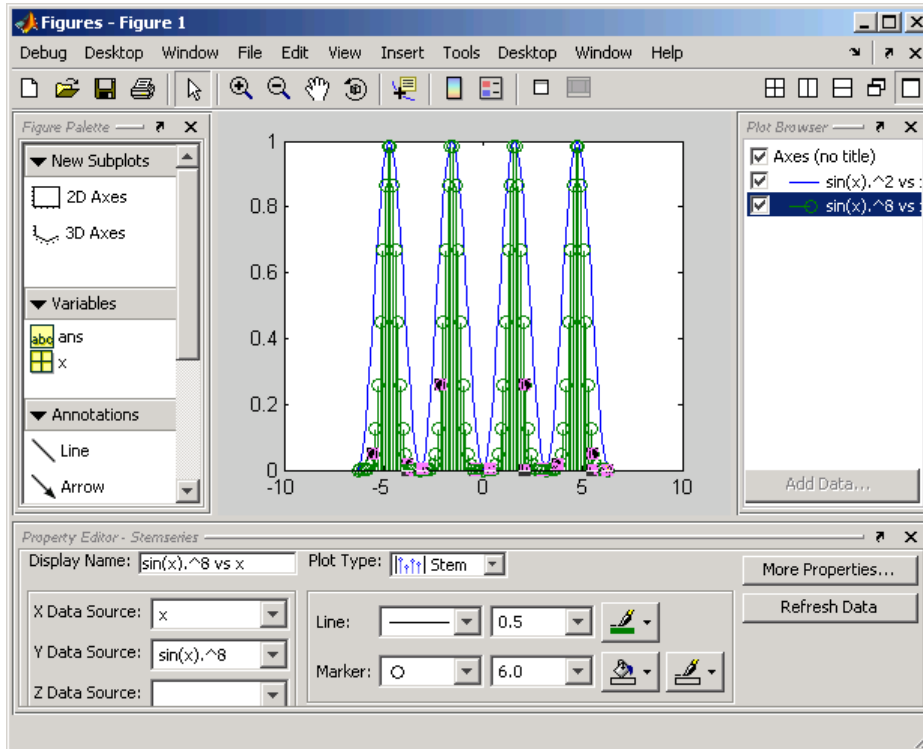 Figures - Figure 1
Debug Desktop Window File Edit View Insert Tools Desktop Window Help
Figure Palette
New Subplots
2D Axes
3D Axes
Variables
abc ans
x
Annotations
Line
Arrow
1
0.8
0.6
0.4
0.2
0
-10 -5 0 5 10
Plot Browser
Axes (no title)
sin(x).^2 vs
sin(x).^8 vs
Add Data...
Property Editor - Stemseries
Display Name: sin(x).^8 vs x Plot Type: Stem More Properties...
X Data Source: x Line: 0.5 Refresh Data
Y Data Source: sin(x).^8 Marker: 6.0
Z Data Source: